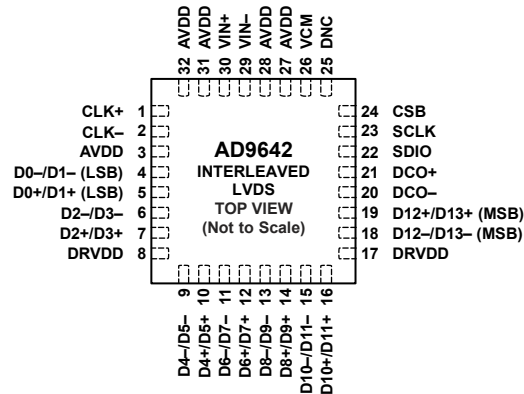 32 AVDD
31 AVDD
30 VIN+
29 VIN–
28 AVDD
27 AVDD
26 VCM
25 DNC
CLK+ 1
CLK– 2
AVDD 3
D0–/D1– (LSB) 4
D0+/D1+ (LSB) 5
D2–/D3– 6
D2+/D3+ 7
DRVDD 8
AD9642
INTERLEAVED
LVDS
TOP VIEW
(Not to Scale)
24 CSB
23 SCLK
22 SDIO
21 DCO+
20 DCO–
19 D12+/D13+ (MSB)
18 D12–/D13– (MSB)
17 DRVDD
D4–/D5– 9
D4+/D5+ 10
D6–/D7– 11
D6+/D7+ 12
D8–/D9– 13
D8+/D9+ 14
D10–/D11– 15
D10+/D11+ 16